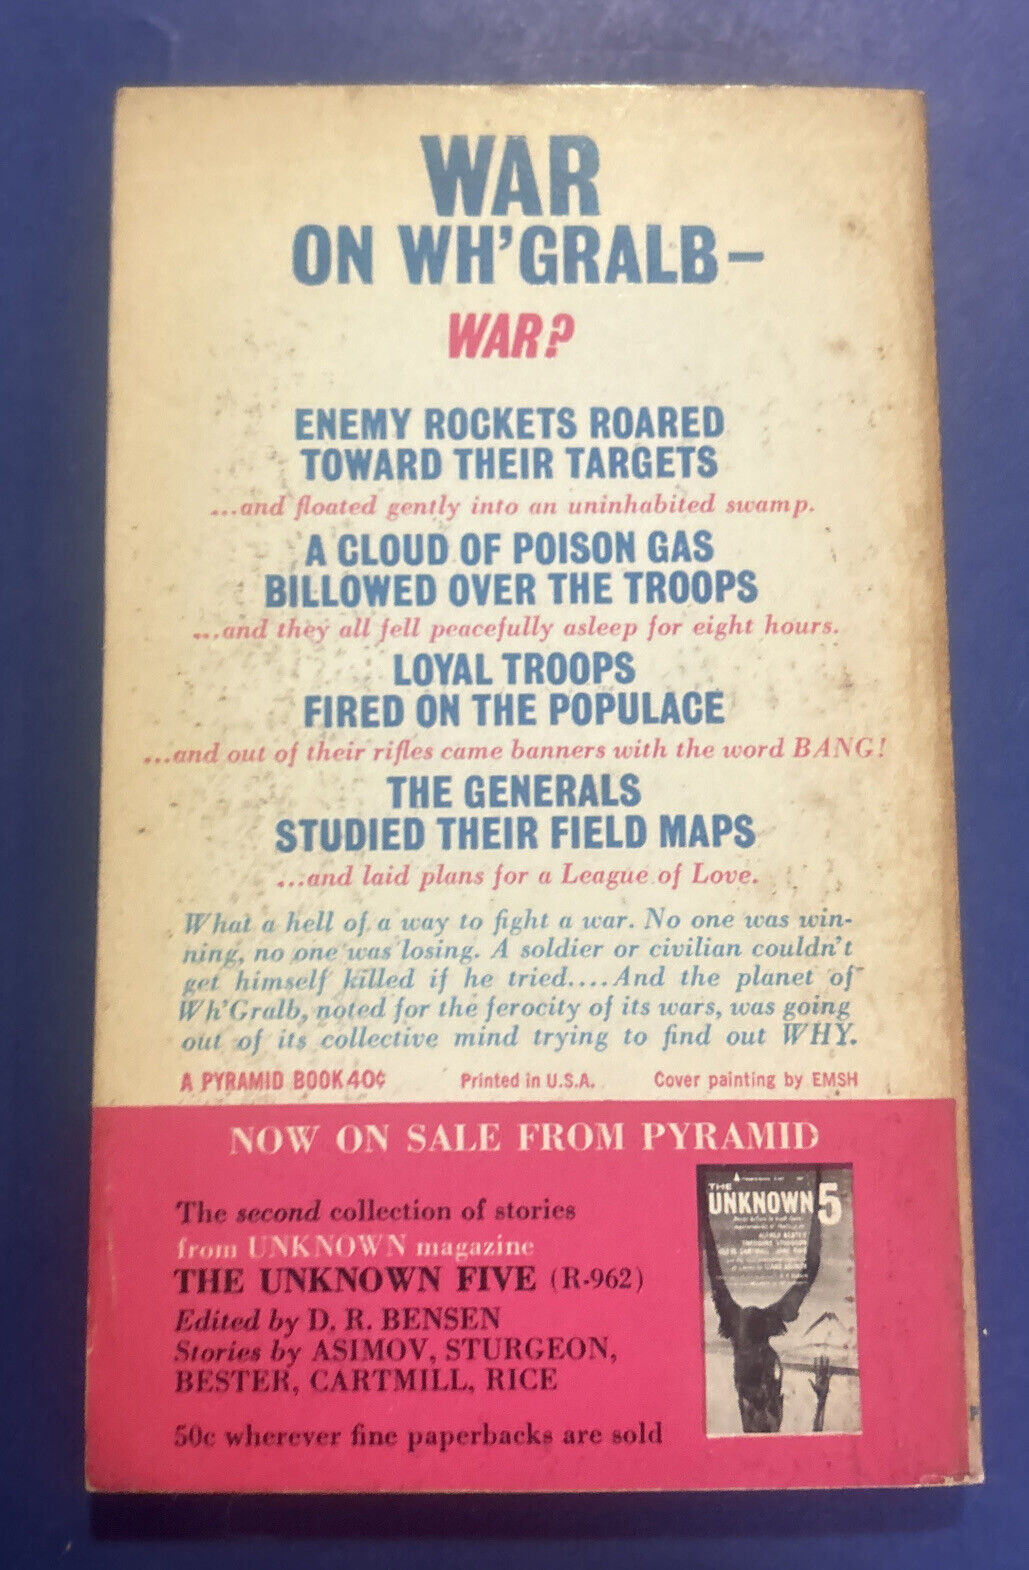 WAR
ON WH'GRALB–
WAR?
ENEMY ROCKETS ROARED
TOWARD THEIR TARGETS
...and floated gently into an uninhabited swamp.
A CLOUD OF POISON GAS
BILLOWED OVER THE TROOPS
...and they all fell peacefully asleep for eight hours.
LOYAL TROOPS
FIRED ON THE POPULACE
...and out of their rifles came banners with the word BANG!
THE GENERALS
STUDIED THEIR FIELD MAPS
...and laid plans for a League of Love.
What a hell of a way to fight a war. No one was win-
ning, no one was losing. A soldier or civilian couldn't
get himself killed if he tried....And the planet of
Wh'Gralb, noted for the ferocity of its wars, was going
out of its collective mind trying to find out WHY.
A PYRAMID BOOK 40¢ Printed in U.S.A. Cover painting by EMSH
NOW ON SALE FROM PYRAMID
The second collection of stories
from UNKNOWN magazine
THE UNKNOWN FIVE (R-962)
Edited by D. R. BENSEN
Stories by ASIMOV, STURGEON,
BESTER, CARTMILL, RICE
50c wherever fine paperbacks are sold
THE
UNKNOWN 5